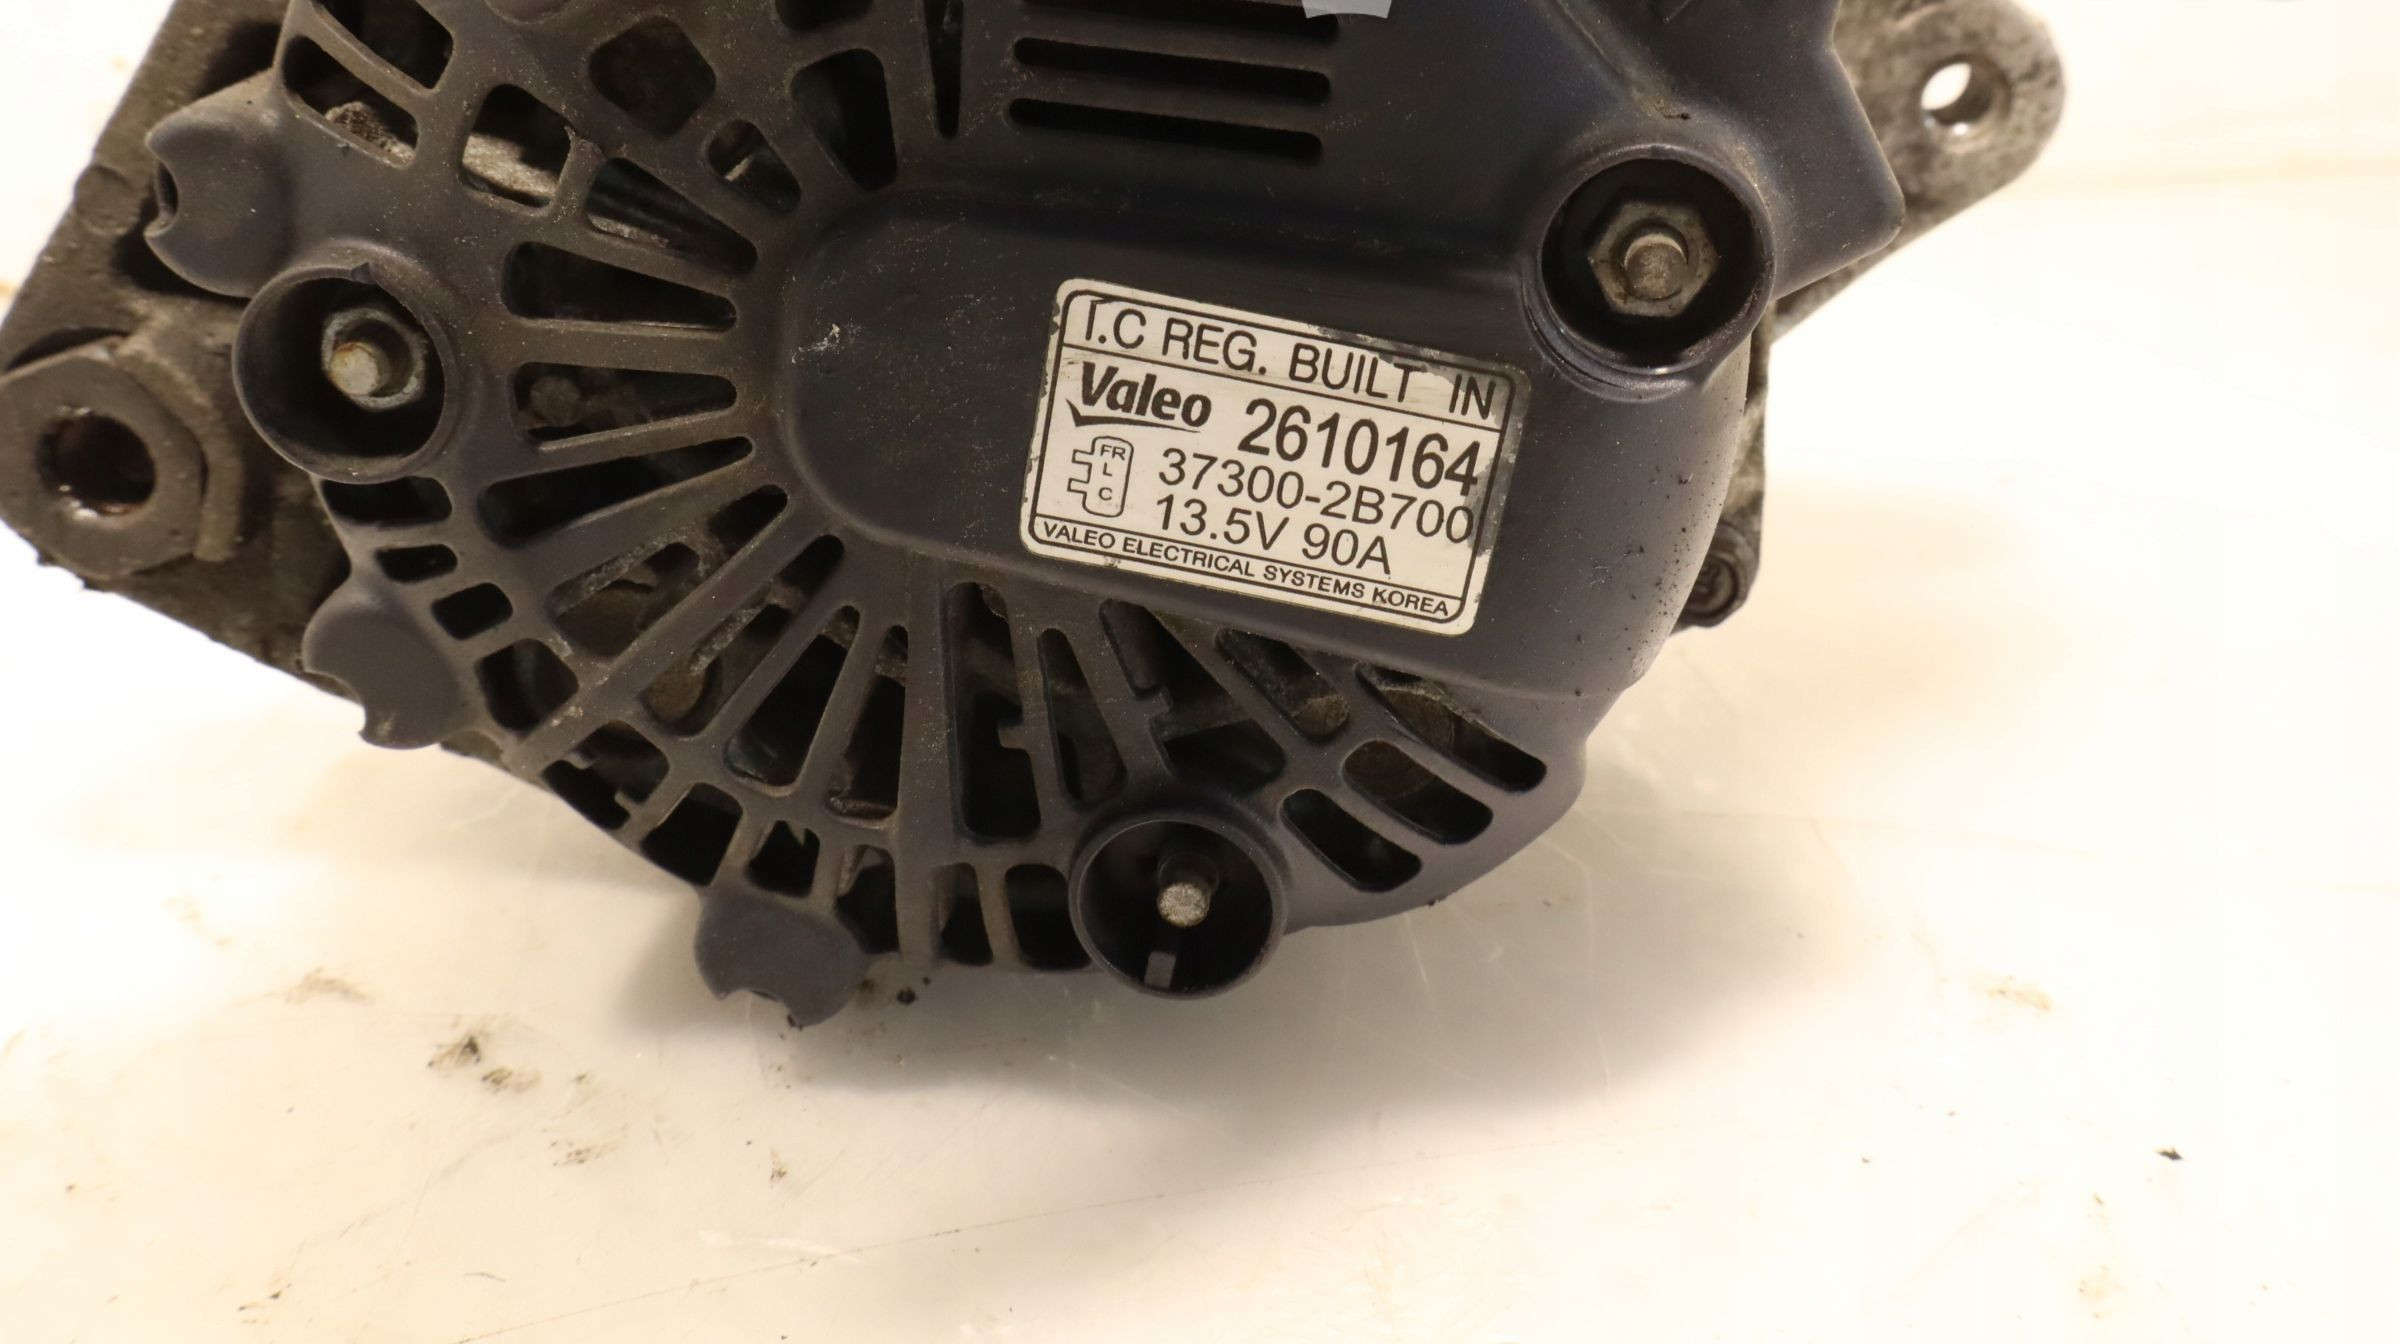 I.C REG. BUILT IN
Valeo 2610164
FR
L
C
37300-2B700
13.5V 90A
VALEO ELECTRICAL SYSTEMS KOREA